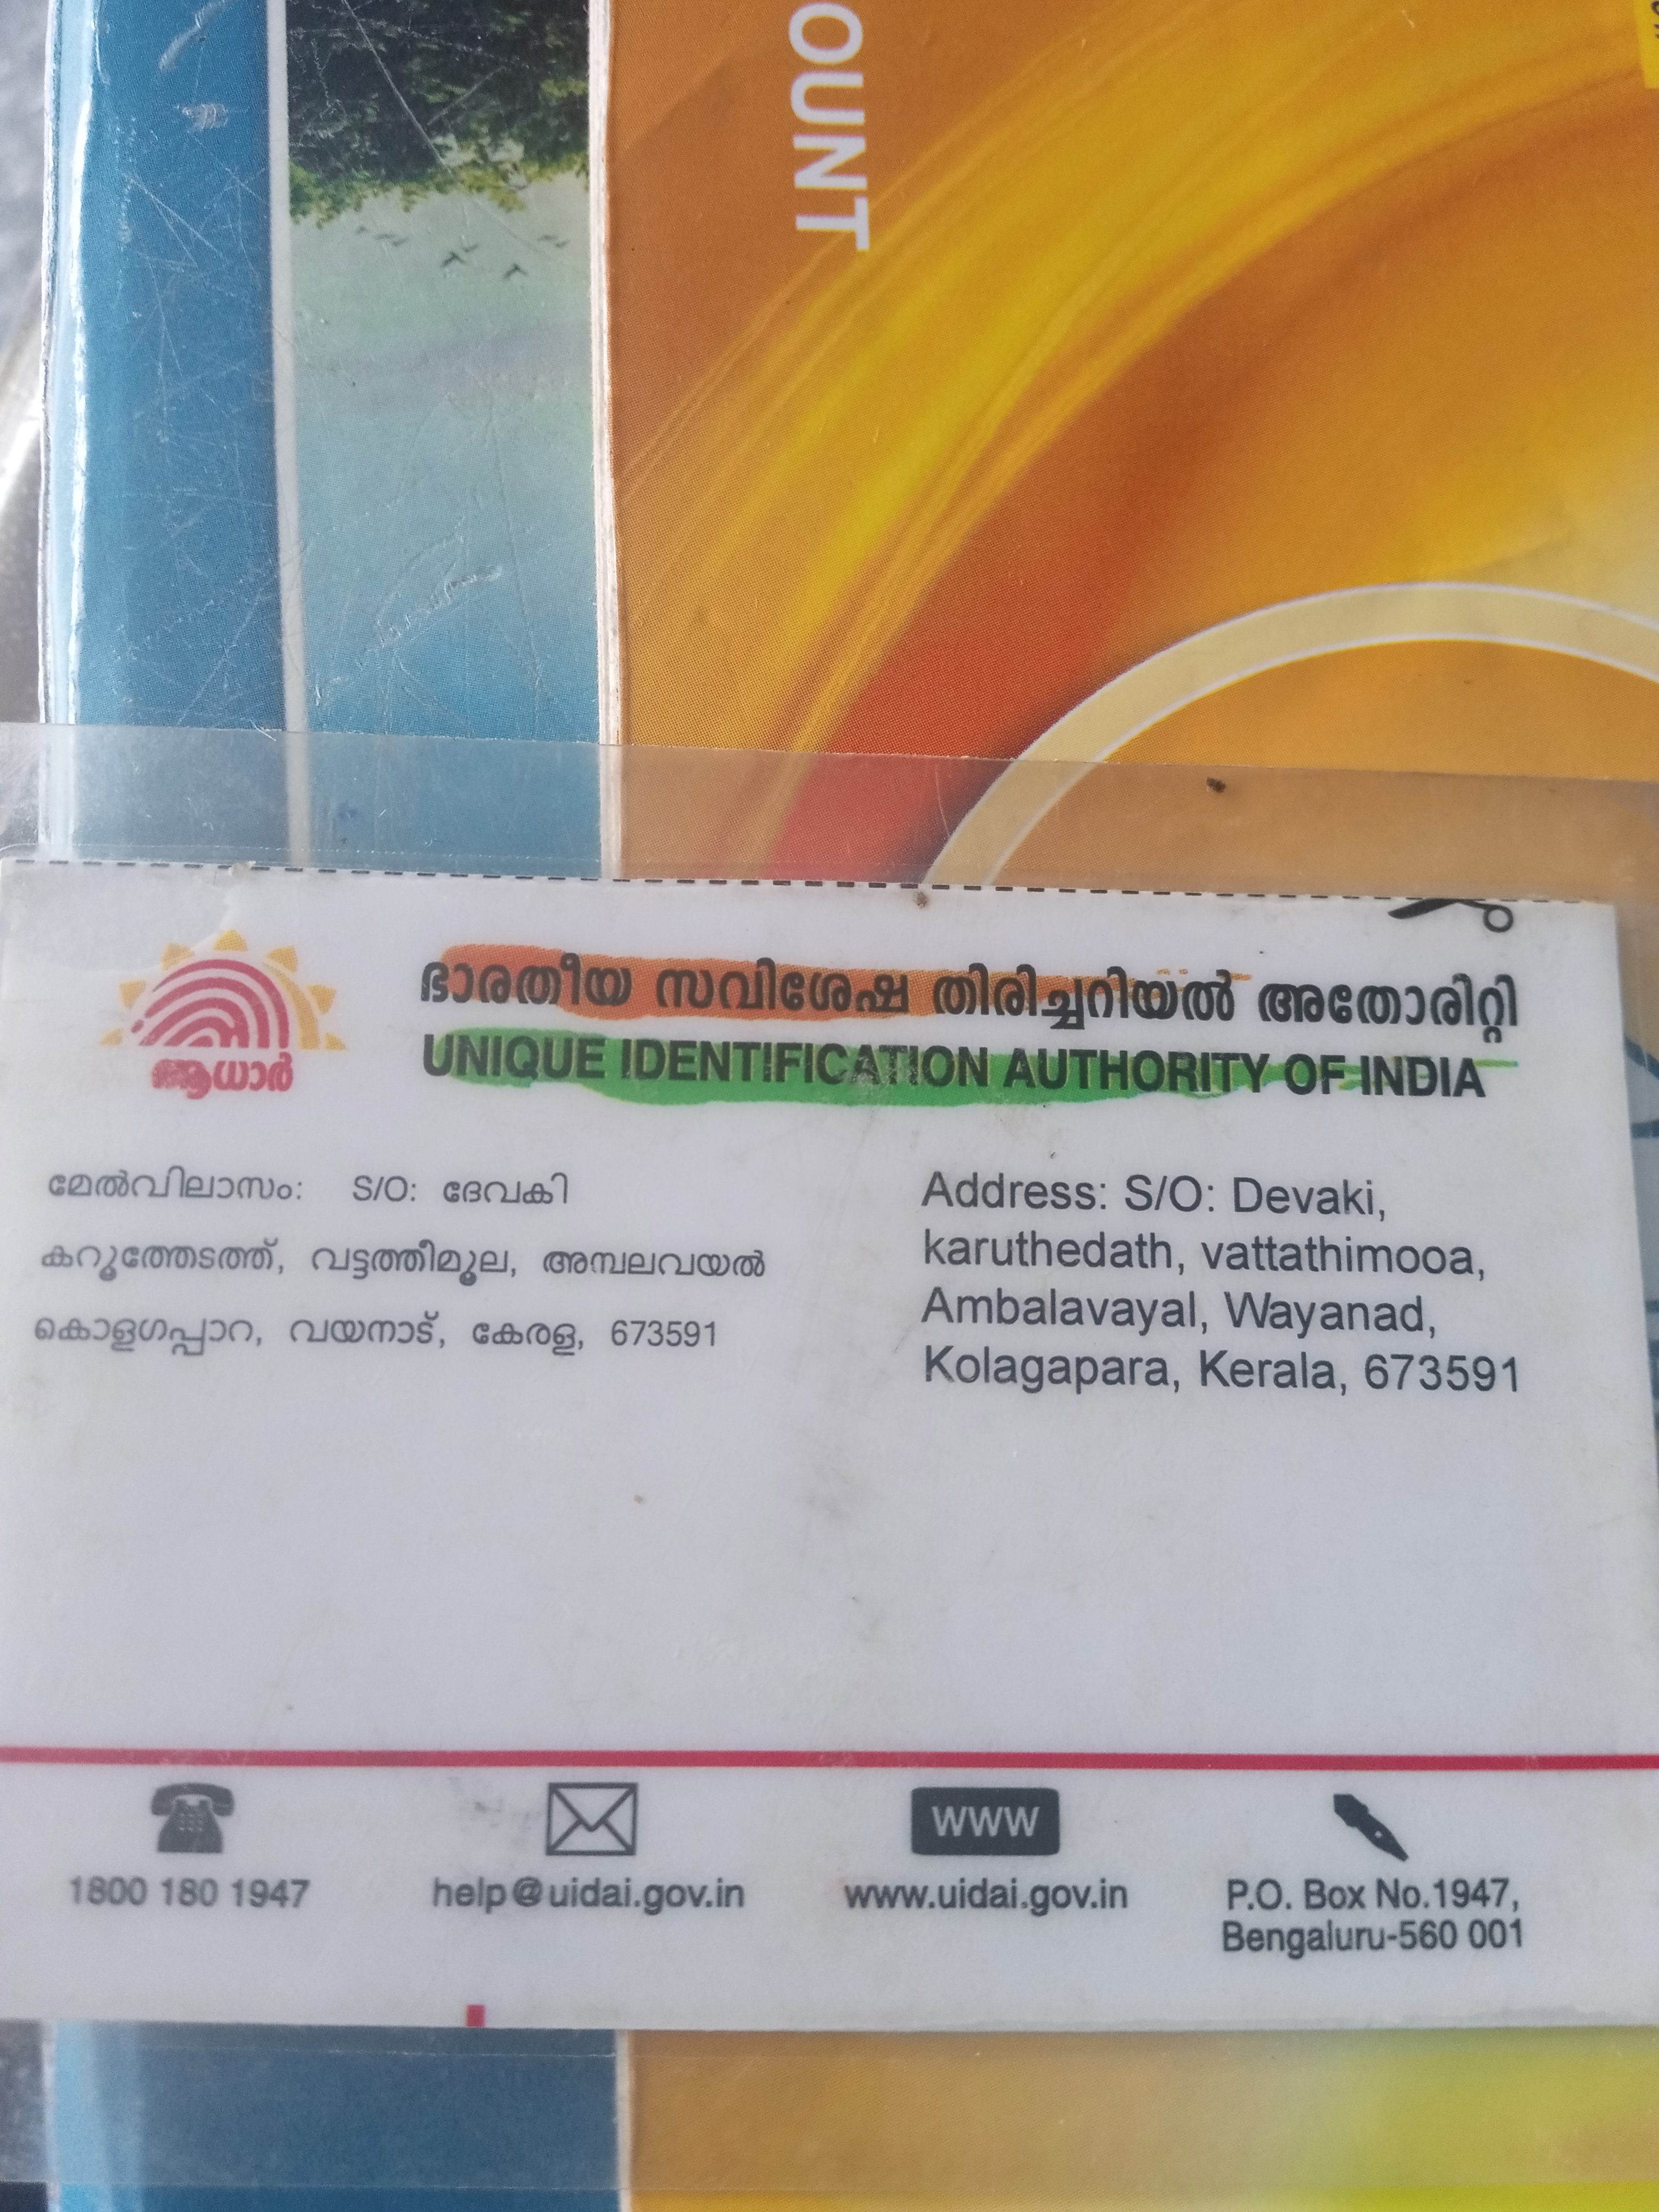 OUNT
ഭാരതീയ സവിശേഷ തിരിച്ചറിയൽ അതോരിറ്റി
UNIQUE IDENTIFICATION AUTHORITY OF INDIA
ആധാർ
മേൽവിലാസം: S/O: ദേവകി
കറൂത്തേടത്ത്, വട്ടത്തീമൂല, അമ്പലവയൽ
കൊളഗപ്പാറ, വയനാട്, കേരള, 673591
Address: S/O: Devaki,
karuthedath, vattathimooa,
Ambalavayal, Wayanad,
Kolagapara, Kerala, 673591
1800 180 1947
help@uidai.gov.in
WWW
www.uidai.gov.in
P.O. Box No.1947,
Bengaluru-560 001